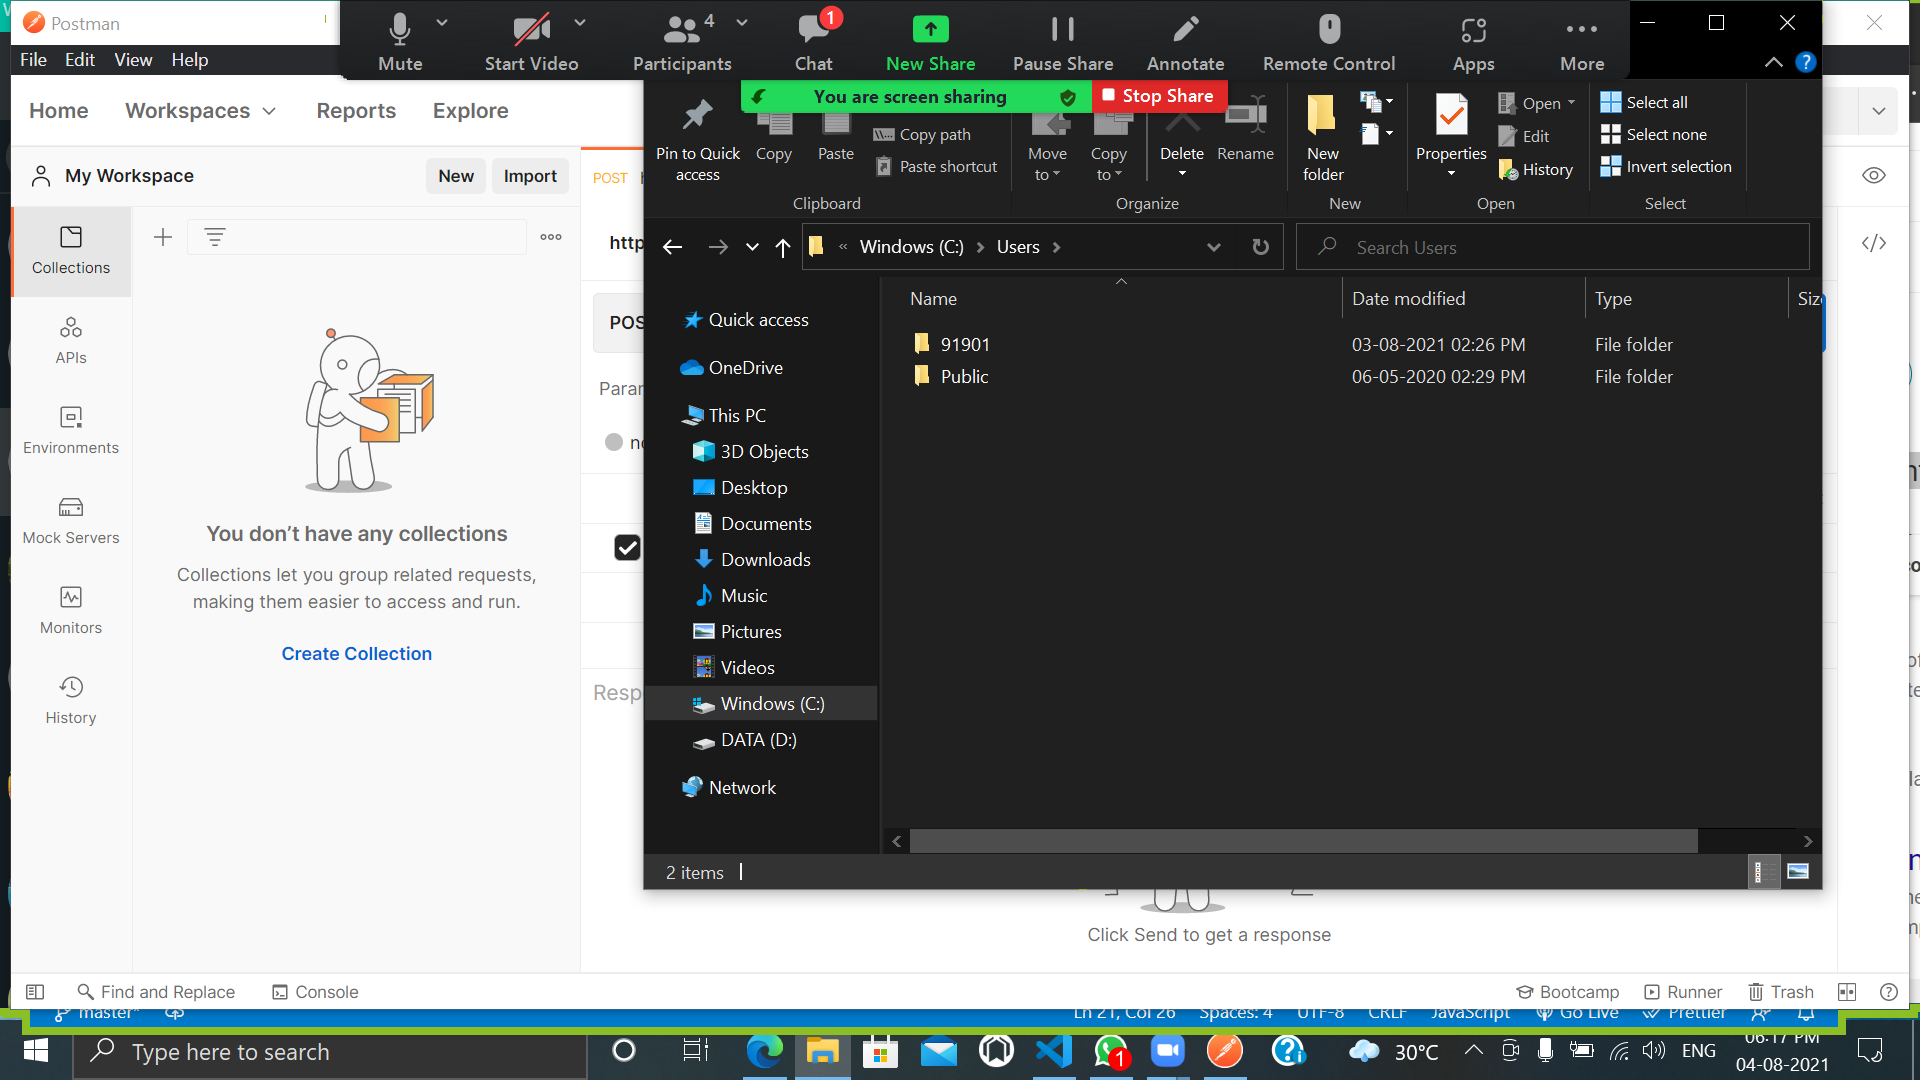 Postman
File Edit View Help
Mute
Start Video
4
Participants
1
Chat
New Share
Pause Share
Annotate
Remote Control
Apps
More
You are screen sharing
Stop Share
Home
Workspaces
Reports
Explore
My Workspace
New
Import
Collections
APIs
Environments
Mock Servers
Monitors
History
You don’t have any collections
Collections let you group related requests,
making them easier to access and run.
Create Collection
POST
http
POS
Param
Resp
Pin to Quick
access
Copy
Paste
Copy path
Paste shortcut
Clipboard
Move
to
Copy
to
Delete
Rename
Organize
New
folder
New
Properties
Open
Edit
History
Open
Select all
Select none
Invert selection
Select
« Windows (C:) > Users >
Search Users
Name
Date modified
Type
Size
91901
03-08-2021 02:26 PM
File folder
Public
06-05-2020 02:29 PM
File folder
Quick access
OneDrive
This PC
3D Objects
Desktop
Documents
Downloads
Music
Pictures
Videos
Windows (C:)
DATA (D:)
Network
2 items
Click Send to get a response
Find and Replace
Console
Bootcamp
Runner
Trash
master*
Ln 21, Col 26
Spaces: 4
UTF-8
CRLF
JavaScript
Go Live
Prettier
Type here to search
1
30°C
ENG
06:17 PM
04-08-2021